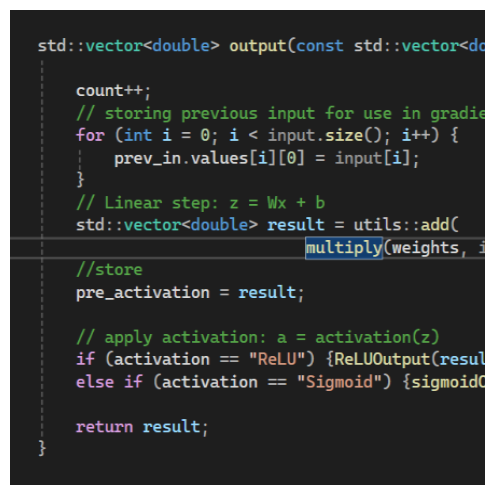 std::vector<double> output(const std::vector<do
count++;
// storing previous input for use in gradie
for (int i = 0; i < input.size(); i++) {
prev_in.values[i][0] = input[i];
}
// Linear step: z = Wx + b
std::vector<double> result = utils::add(
multiply(weights, i
//store
pre_activation = result;
// apply activation: a = activation(z)
if (activation == "ReLU") {ReLUOutput(resul
else if (activation == "Sigmoid") {sigmoidO
return result;
}